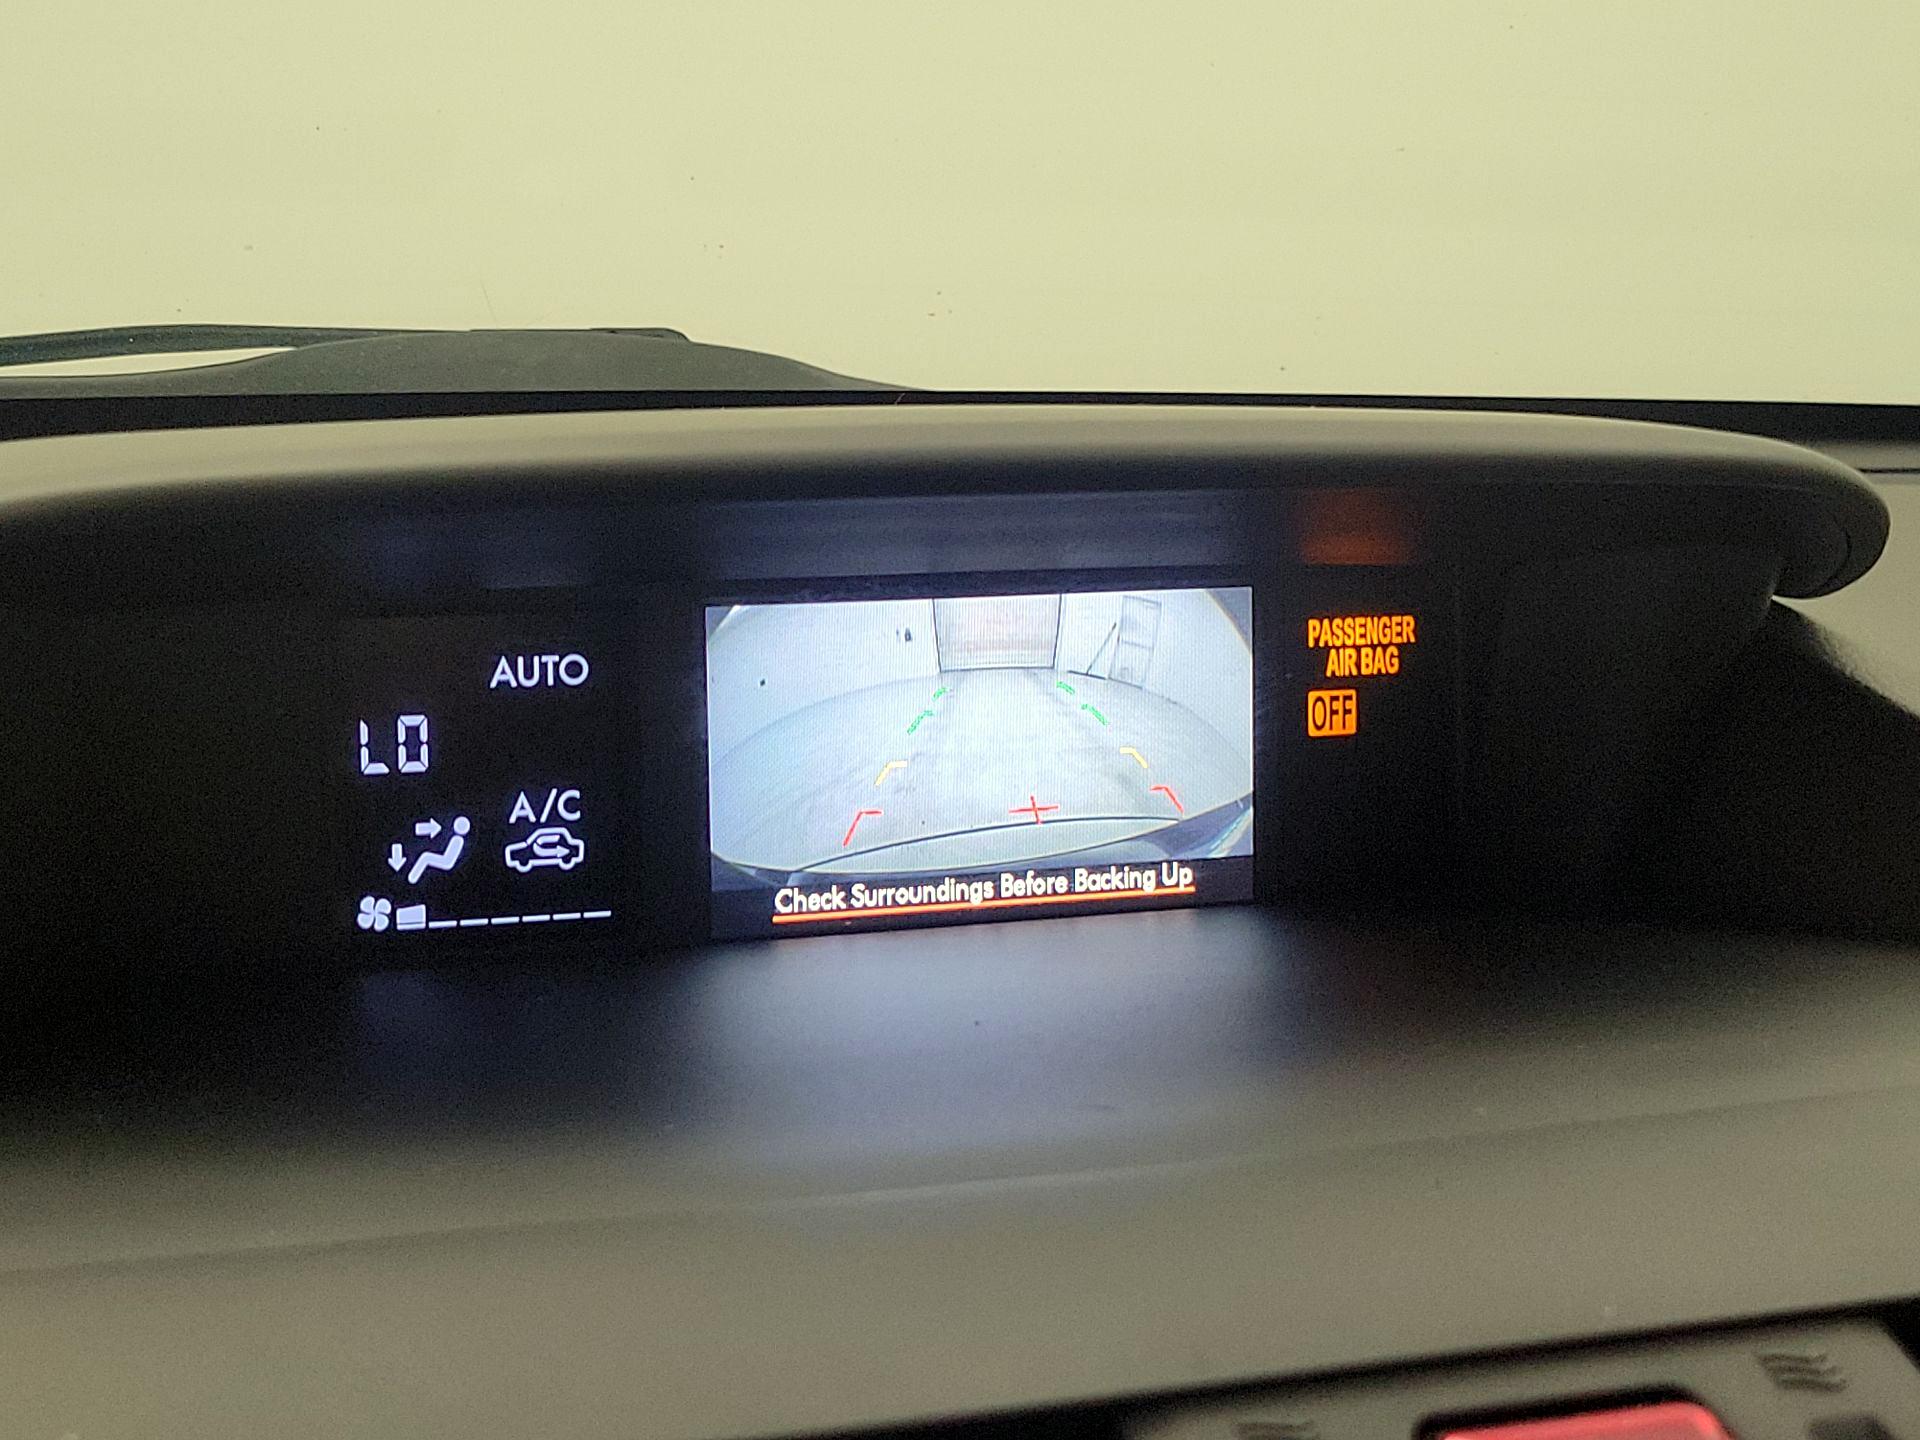 AUTO
LO
A/C
Check Surroundings Before Backing Up
PASSENGER
AIR BAG
OFF